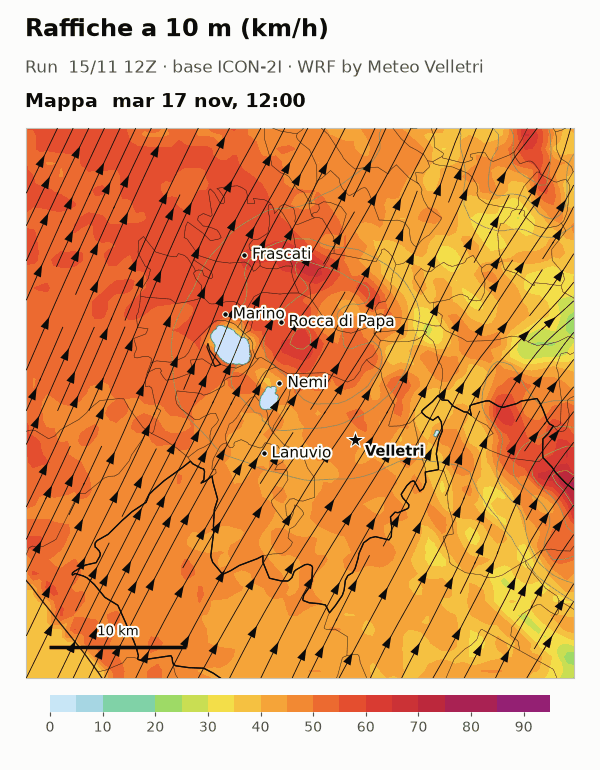 Raffiche a 10 m (km/h)
Run  15/11 12Z · base ICON-2I · WRF by Meteo Velletri
Mappa  mar 17 nov, 12:00
Frascati
Marino
Rocca di Papa
Nemi
Velletri
Lanuvio
10 km
0 10 20 30 40 50 60 70 80 90